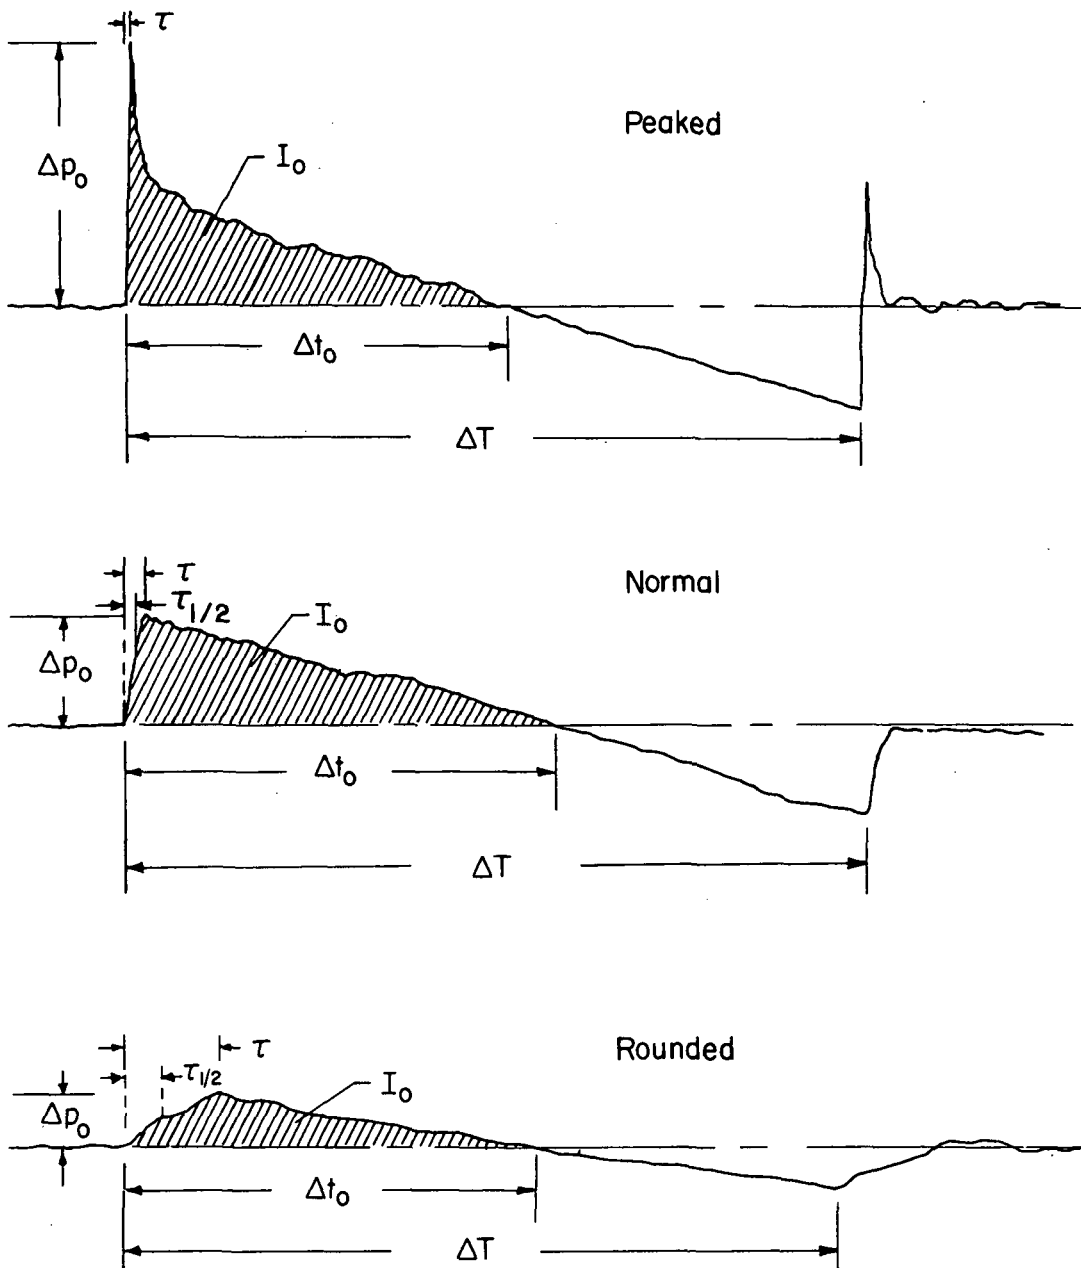 τ
Peaked
Δp₀
I₀
Δt₀
ΔT
Normal
τ
τ1/2
I₀
Δp₀
Δt₀
ΔT
Rounded
τ
τ1/2
I₀
Δp₀
Δt₀
ΔT